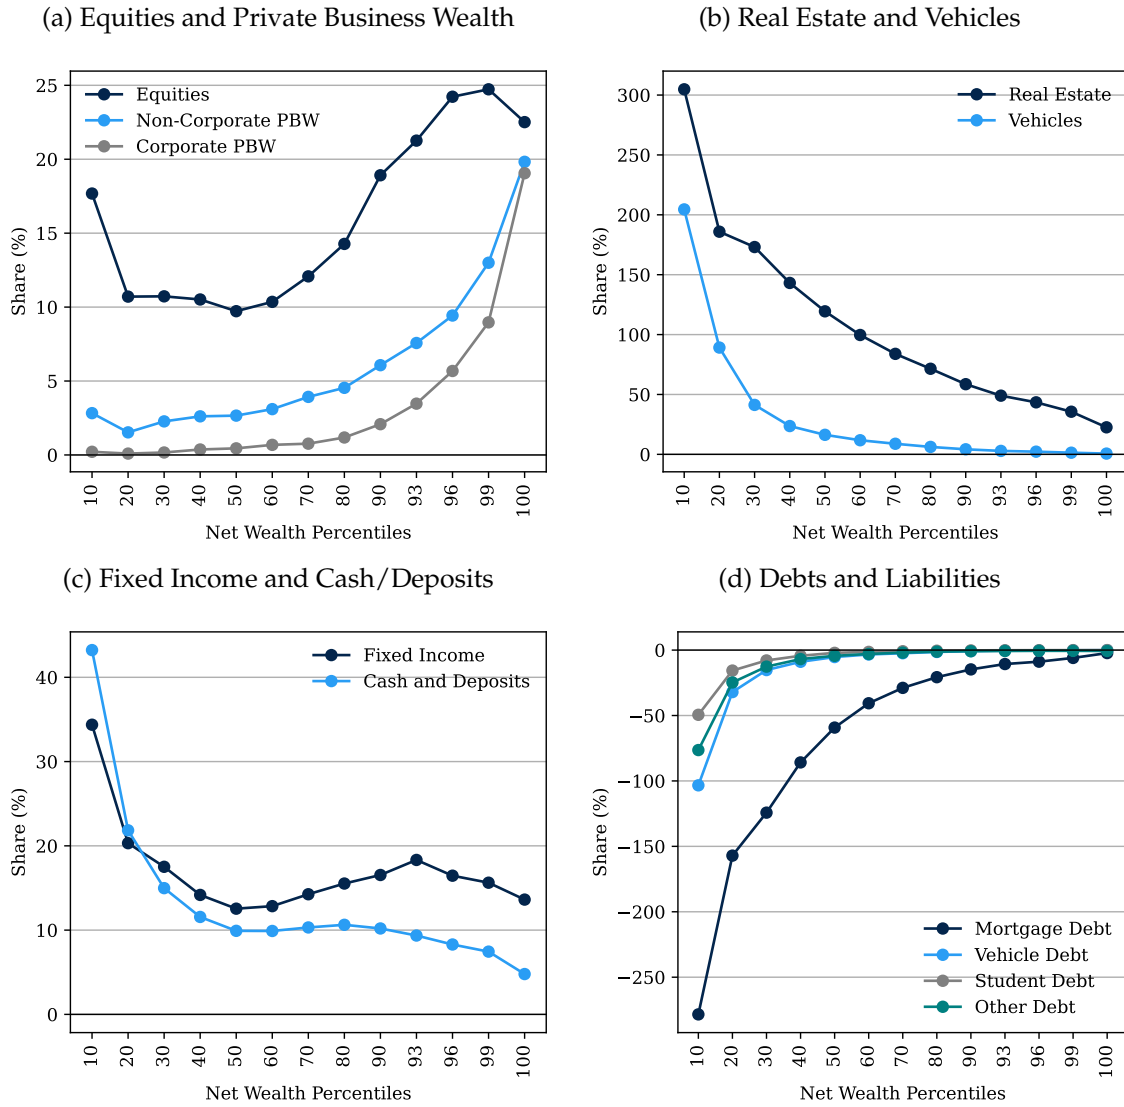 (a) Equities and Private Business Wealth
Share (%)
25
20
15
10
5
0
Equities
Non-Corporate PBW
Corporate PBW
10 20 30 40 50 60 70 80 90 93 96 99 100
Net Wealth Percentiles
(b) Real Estate and Vehicles
Share (%)
300
250
200
150
100
50
0
Real Estate
Vehicles
10 20 30 40 50 60 70 80 90 93 96 99 100
Net Wealth Percentiles
(c) Fixed Income and Cash/Deposits
Share (%)
40
30
20
10
0
Fixed Income
Cash and Deposits
10 20 30 40 50 60 70 80 90 93 96 99 100
Net Wealth Percentiles
(d) Debts and Liabilities
Share (%)
0
−50
−100
−150
−200
−250
Mortgage Debt
Vehicle Debt
Student Debt
Other Debt
10 20 30 40 50 60 70 80 90 93 96 99 100
Net Wealth Percentiles